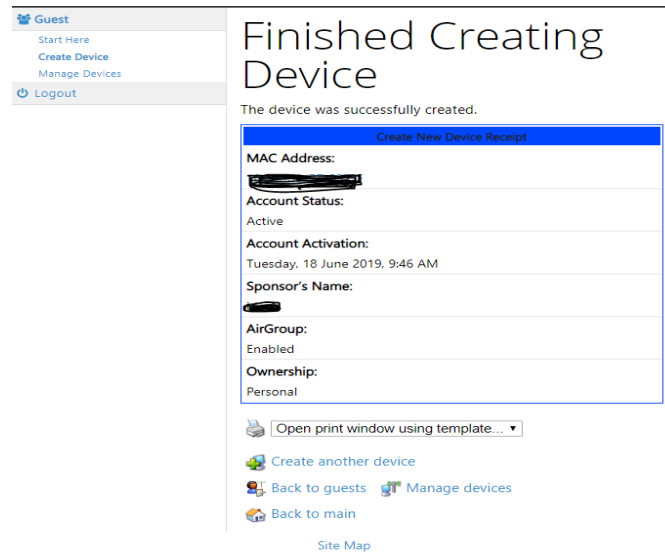 Guest
Start Here
Create Device
Manage Devices
Logout
Finished Creating
Device
The device was successfully created.
Create New Device Receipt
MAC Address:
Account Status:
Active
Account Activation:
Tuesday, 18 June 2019, 9:46 AM
Sponsor's Name:
AirGroup:
Enabled
Ownership:
Personal
Open print window using template...
Create another device
Back to guests Manage devices
Back to main
Site Map